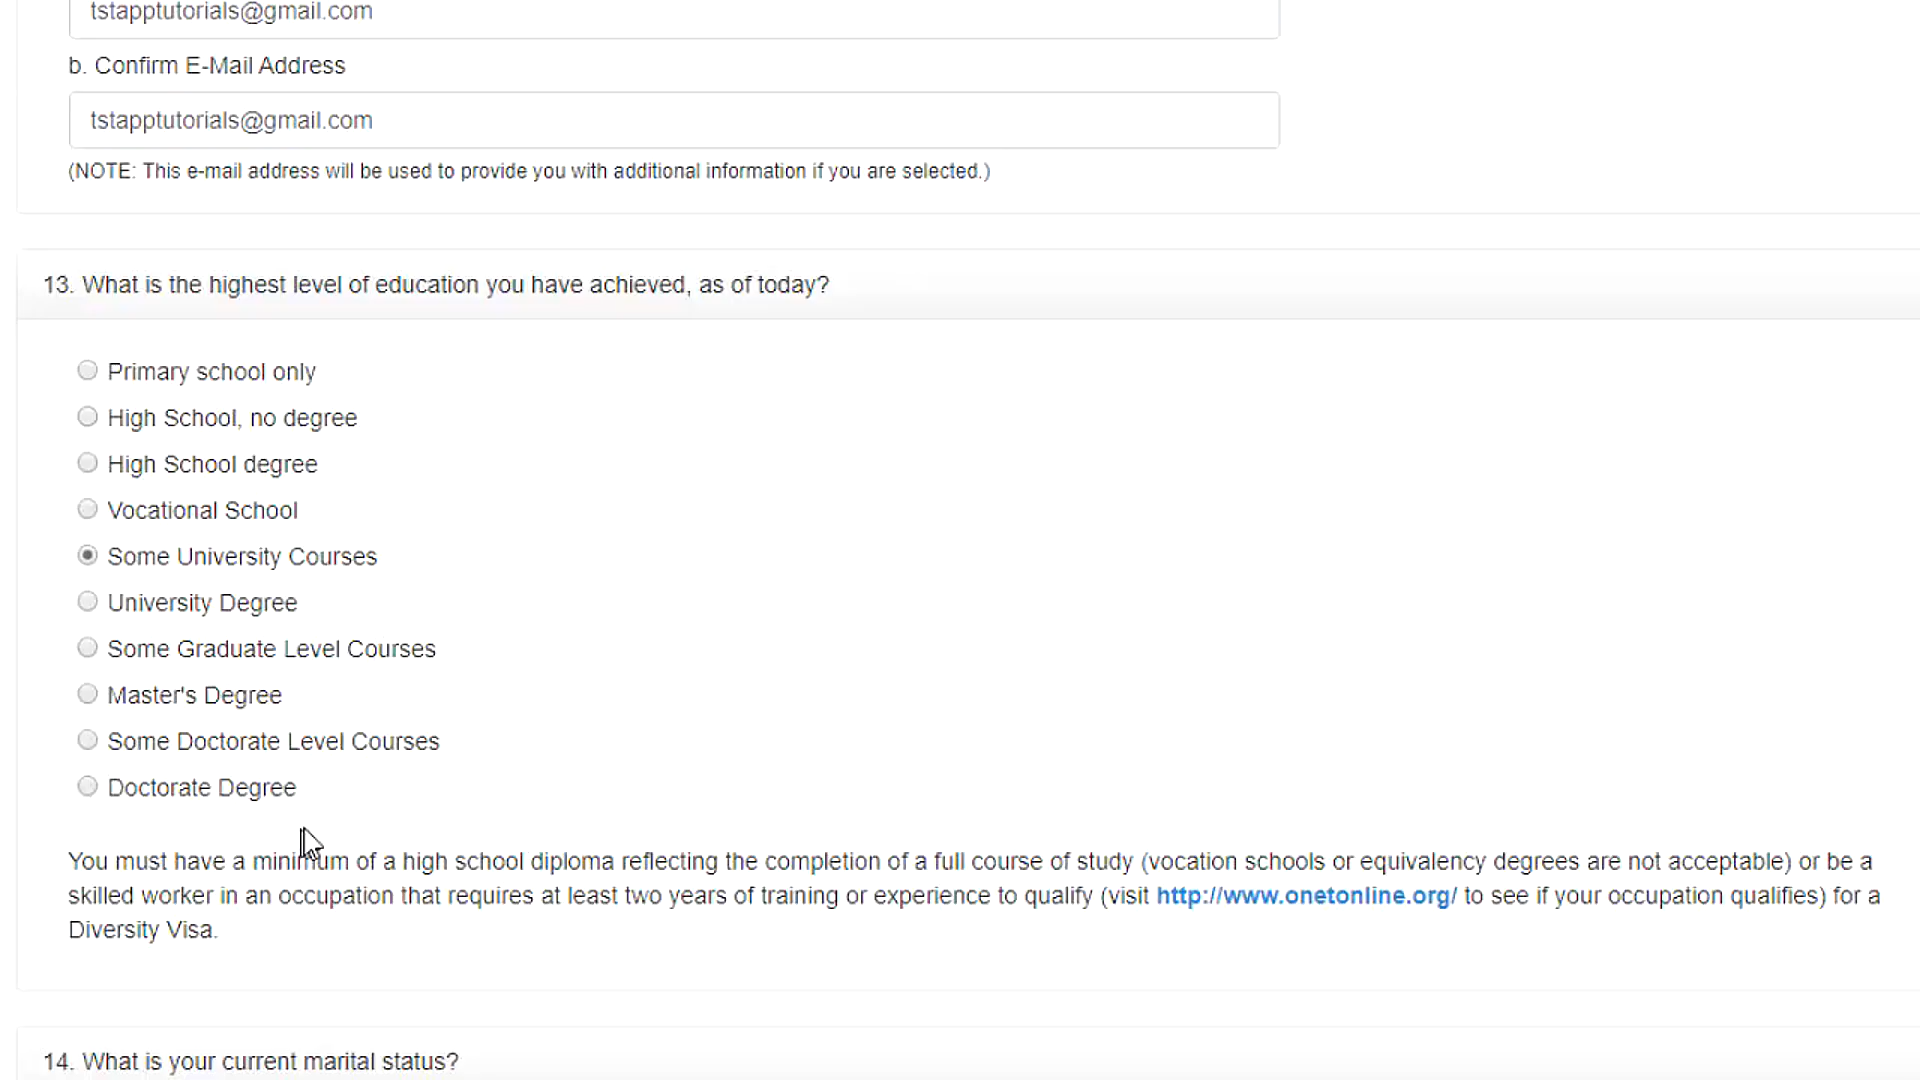 tstapptutorials@gmail.com
b. Confirm E-Mail Address
tstapptutorials@gmail.com
(NOTE: This e-mail address will be used to provide you with additional information if you are selected.)
13. What is the highest level of education you have achieved, as of today?
Primary school only
High School, no degree
High School degree
Vocational School
Some University Courses
University Degree
Some Graduate Level Courses
Master's Degree
Some Doctorate Level Courses
Doctorate Degree
You must have a minimum of a high school diploma reflecting the completion of a full course of study (vocation schools or equivalency degrees are not acceptable) or be a
skilled worker in an occupation that requires at least two years of training or experience to qualify (visit http://www.onetonline.org/ to see if your occupation qualifies) for a
Diversity Visa.
14. What is your current marital status?